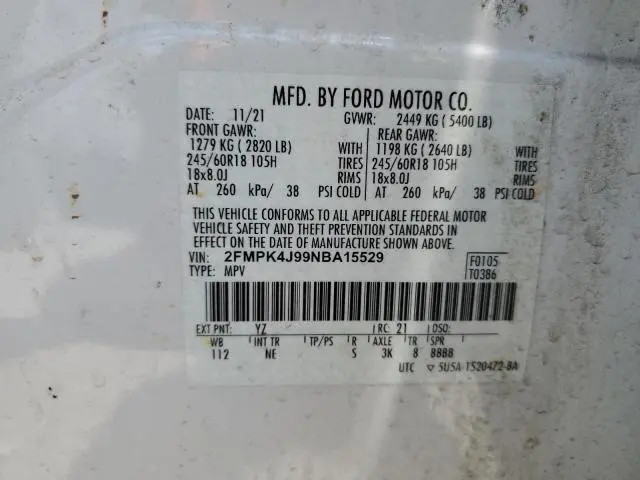 MFD. BY FORD MOTOR CO.
DATE: 11/21 GVWR: 2449 KG ( 5400 LB)
FRONT GAWR: REAR GAWR:
1279 KG ( 2820 LB) WITH 1198 KG ( 2640 LB) WITH
245/60R18 105H TIRES 245/60R18 105H TIRES
18x8.0J RIMS 18x8.0J RIMS
AT 260 kPa/ 38 PSI COLD AT 260 kPa/ 38 PSI COLD
THIS VEHICLE CONFORMS TO ALL APPLICABLE FEDERAL MOTOR
VEHICLE SAFETY AND THEFT PREVENTION STANDARDS IN
EFFECT ON THE DATE OF MANUFACTURE SHOWN ABOVE.
VIN: 2FMPK4J99NBA15529 F0105
TYPE: MPV T0386
EXT PNT: YZ RC: 21 DSO:
WB INT TR TP/PS R AXLE TR SPR
112 NE S 3K 8 8888
UTC ▽ 5U5A-1520472-BA